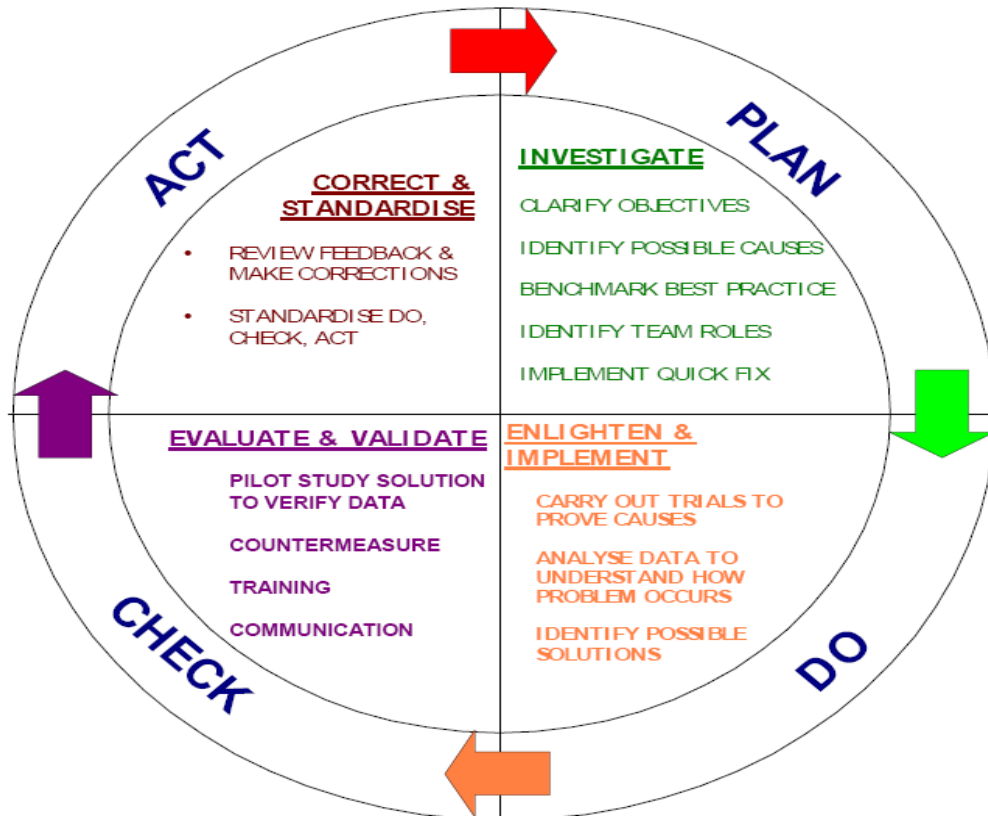 ACT
PLAN
CORRECT &
STANDARDISE
• REVIEW FEEDBACK &
MAKE CORRECTIONS
• STANDARDISE DO,
CHECK, ACT
INVESTIGATE
CLARIFY OBJECTIVES
IDENTIFY POSSIBLE CAUSES
BENCHMARK BEST PRACTICE
IDENTIFY TEAM ROLES
IMPLEMENT QUICK FIX
EVALUATE & VALIDATE
PILOT STUDY SOLUTION
TO VERIFY DATA
COUNTERMEASURE
TRAINING
COMMUNICATION
ENLIGHTEN &
IMPLEMENT
CARRY OUT TRIALS TO
PROVE CAUSES
ANALYSE DATA TO
UNDERSTAND HOW
PROBLEM OCCURS
IDENTIFY POSSIBLE
SOLUTIONS
CHECK
DO